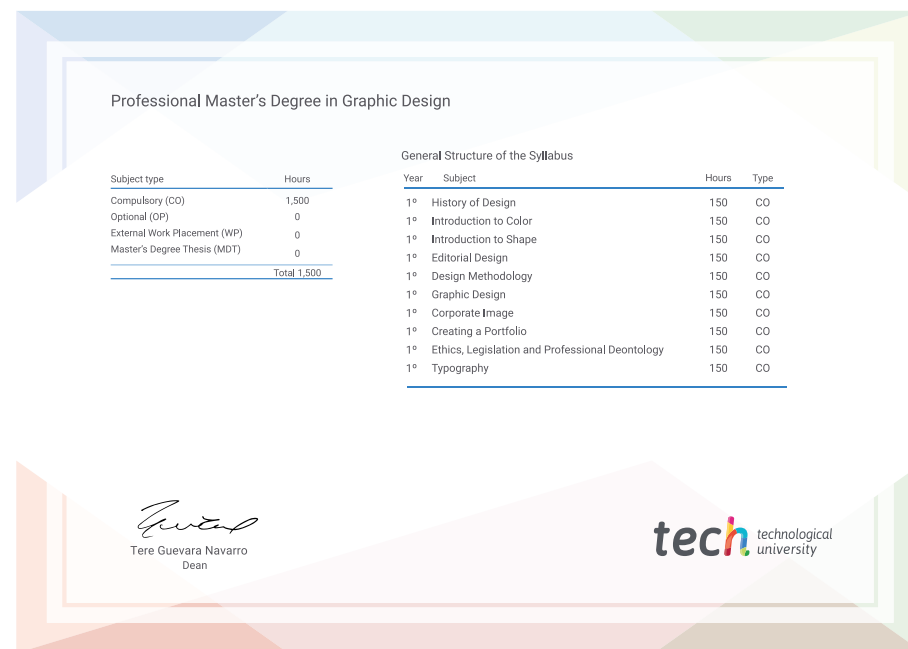 Professional Master's Degree in Graphic Design
Subject type Hours
Compulsory (CO) 1,500
Optional (OP) 0
External Work Placement (WP) 0
Master's Degree Thesis (MDT) 0
Total 1,500
General Structure of the Syllabus
Year Subject Hours Type
1º History of Design 150 CO
1º Introduction to Color 150 CO
1º Introduction to Shape 150 CO
1º Editorial Design 150 CO
1º Design Methodology 150 CO
1º Graphic Design 150 CO
1º Corporate Image 150 CO
1º Creating a Portfolio 150 CO
1º Ethics, Legislation and Professional Deontology 150 CO
1º Typography 150 CO
Tere Guevara Navarro
Dean
tech technological
university